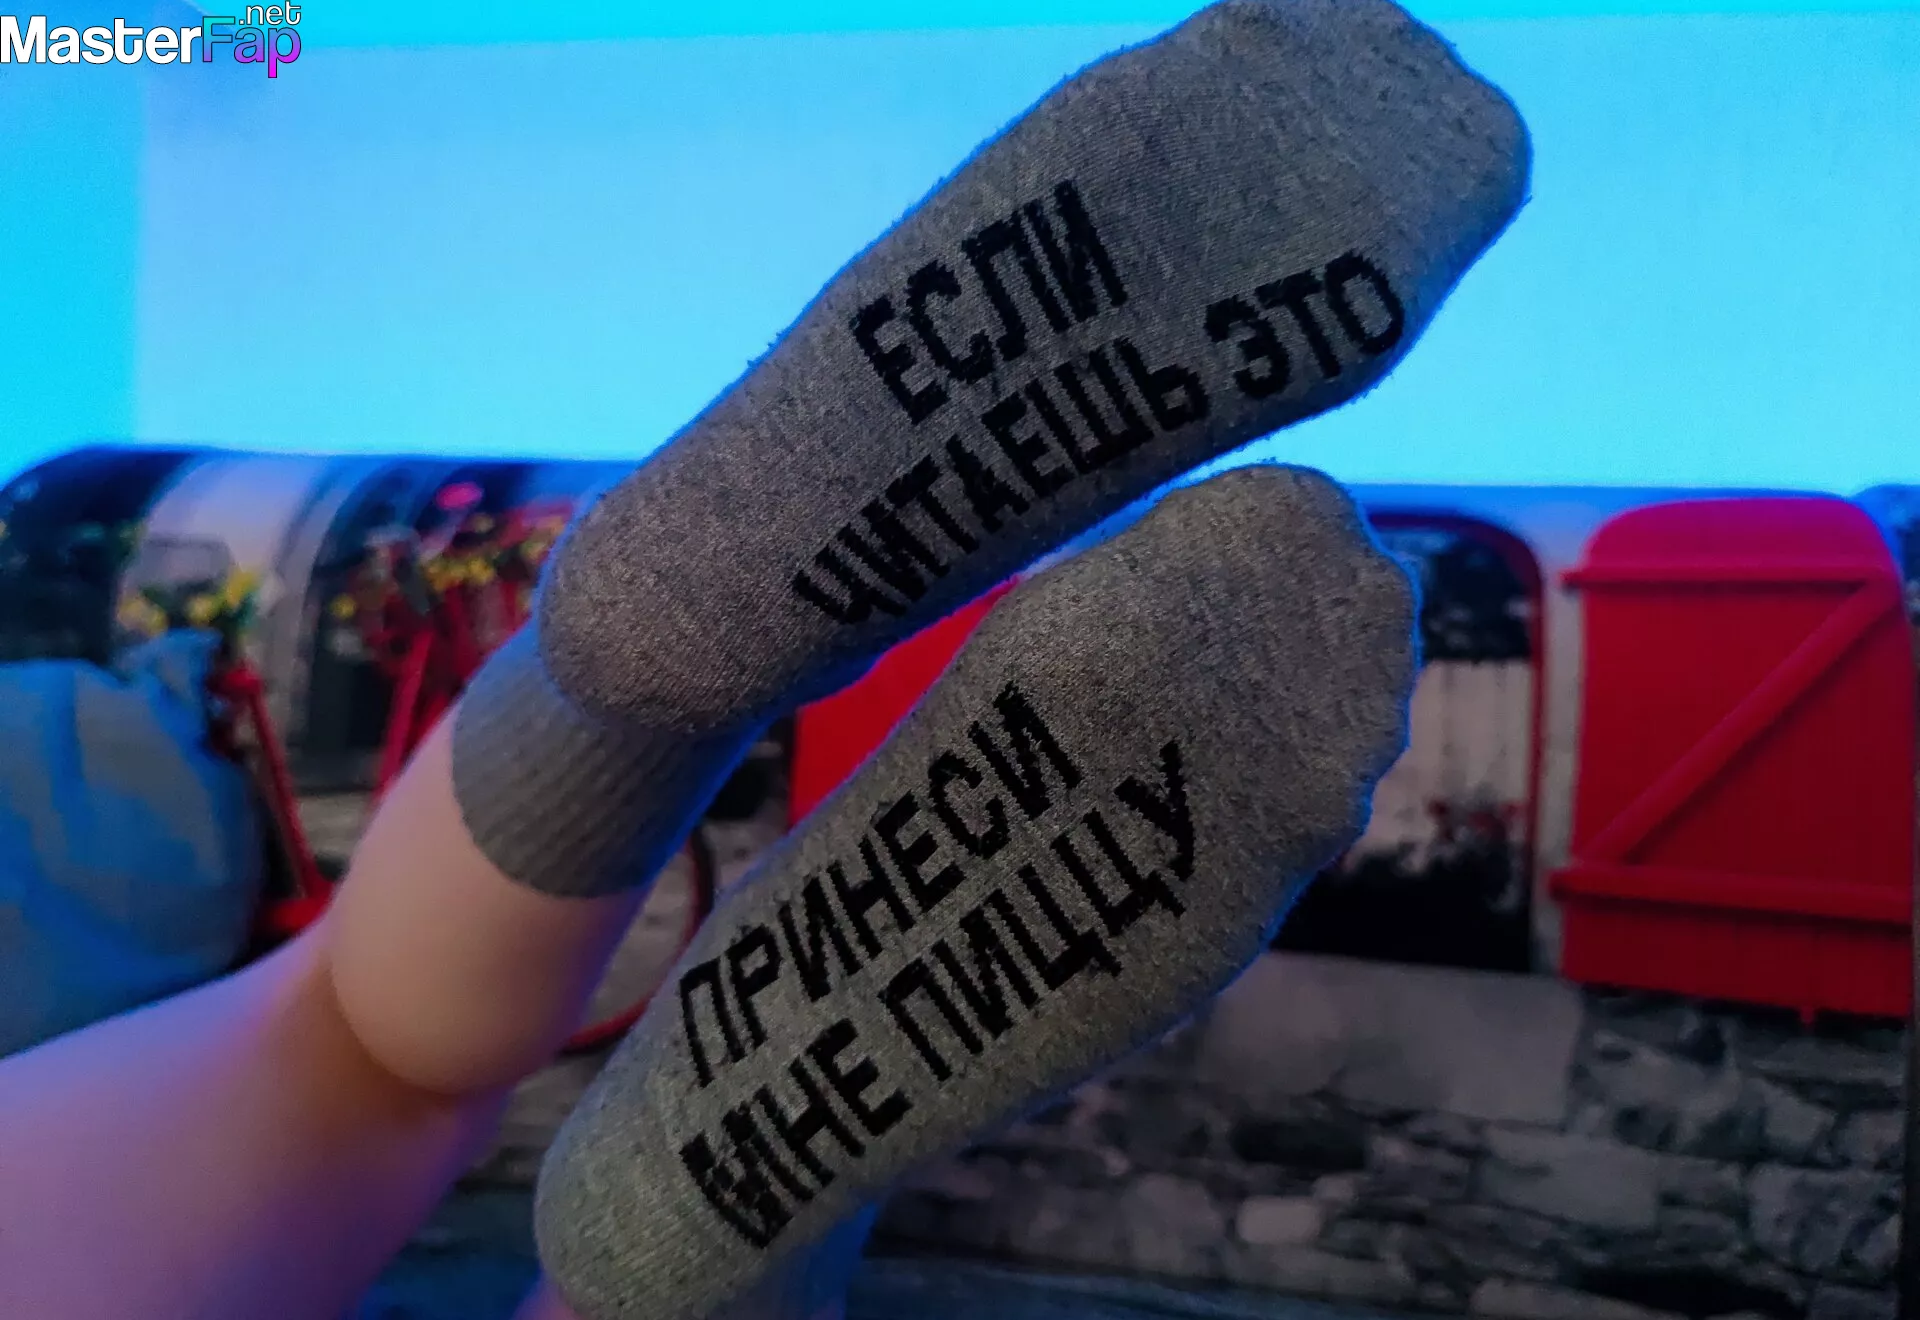 MasterFap.net
ЕСЛИ
ЧИТАЕШЬ ЭТО
ПРИНЕСИ
МНЕ ПИЦЦУ